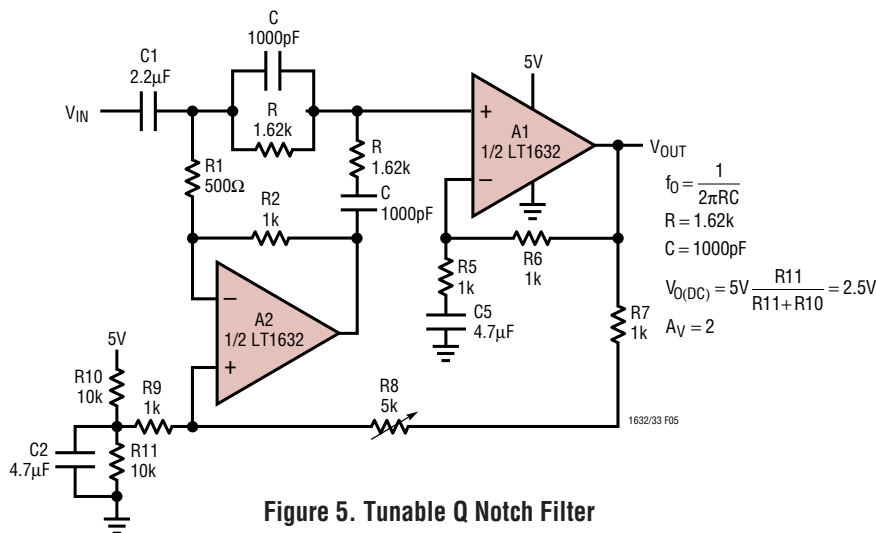 C
1000pF
C1
2.2µF
VIN
R
1.62k
R1
500Ω
R2
1k
R
1.62k
C
1000pF
5V
+
A1
1/2 LT1632
−
VOUT
R5
1k
R6
1k
C5
4.7µF
R7
1k
fO = 1/2πRC
R = 1.62k
C = 1000pF
VO(DC) = 5V R11/R11+R10 = 2.5V
AV = 2
−
A2
1/2 LT1632
+
5V
R10
10k
R9
1k
R8
5k
C2
4.7µF
R11
10k
1632/33 F05
Figure 5. Tunable Q Notch Filter